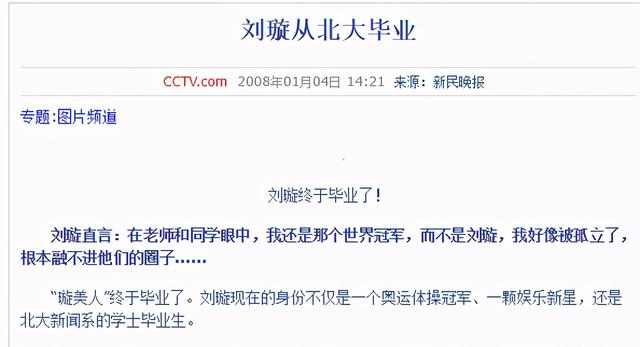 刘璇从北大毕业
CCTV.com 2008年01月04日 14:21 来源：新民晚报
专题:图片频道
刘璇终于毕业了!
刘璇直言：在老师和同学眼中，我还是那个世界冠军，而不是刘璇，我好像被孤立了，
根本融不进他们的圈子……
“璇美人”终于毕业了。刘璇现在的身份不仅是一个奥运体操冠军、一颗娱乐新星，还是
北大新闻系的学士毕业生。